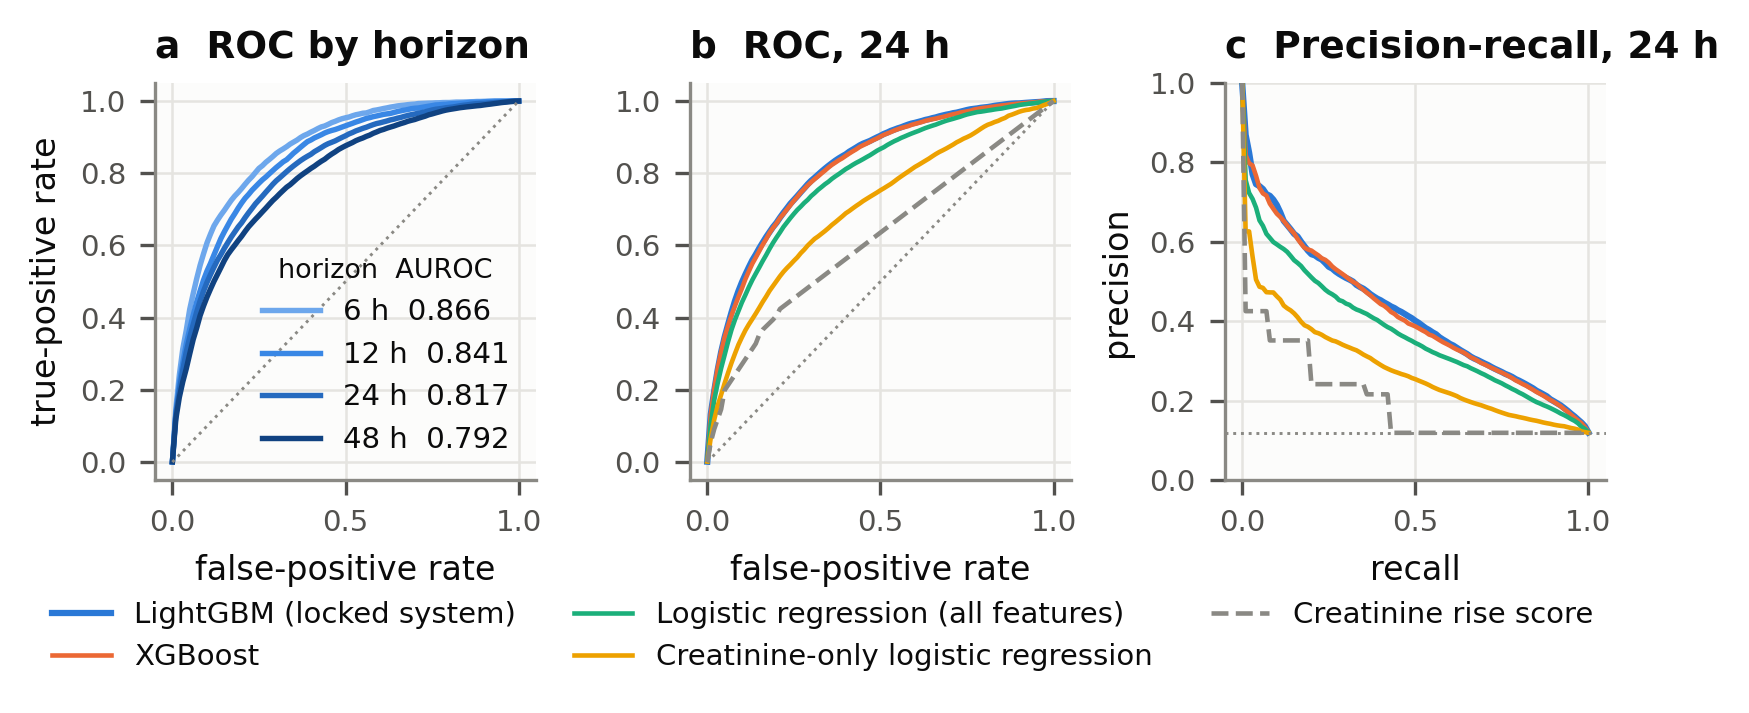 a ROC by horizon
b ROC, 24 h
c Precision-recall, 24 h
true-positive rate
1.0
0.8
0.6
0.4
0.2
0.0
horizon AUROC
6 h 0.866
12 h 0.841
24 h 0.817
48 h 0.792
0.0 0.5 1.0
false-positive rate
1.0
0.8
0.6
0.4
0.2
0.0
0.0 0.5 1.0
false-positive rate
precision
1.0
0.8
0.6
0.4
0.2
0.0
0.0 0.5 1.0
recall
LightGBM (locked system)
XGBoost
Logistic regression (all features)
Creatinine-only logistic regression
Creatinine rise score